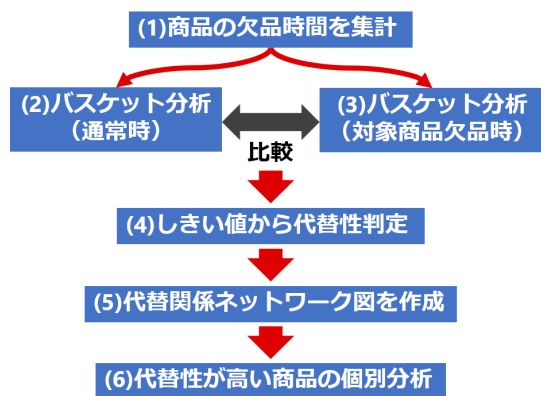 (1)商品の欠品時間を集計
(2)バスケット分析
（通常時）
(3)バスケット分析
（対象商品欠品時）
比較
(4)しきい値から代替性判定
(5)代替関係ネットワーク図を作成
(6)代替性が高い商品の個別分析